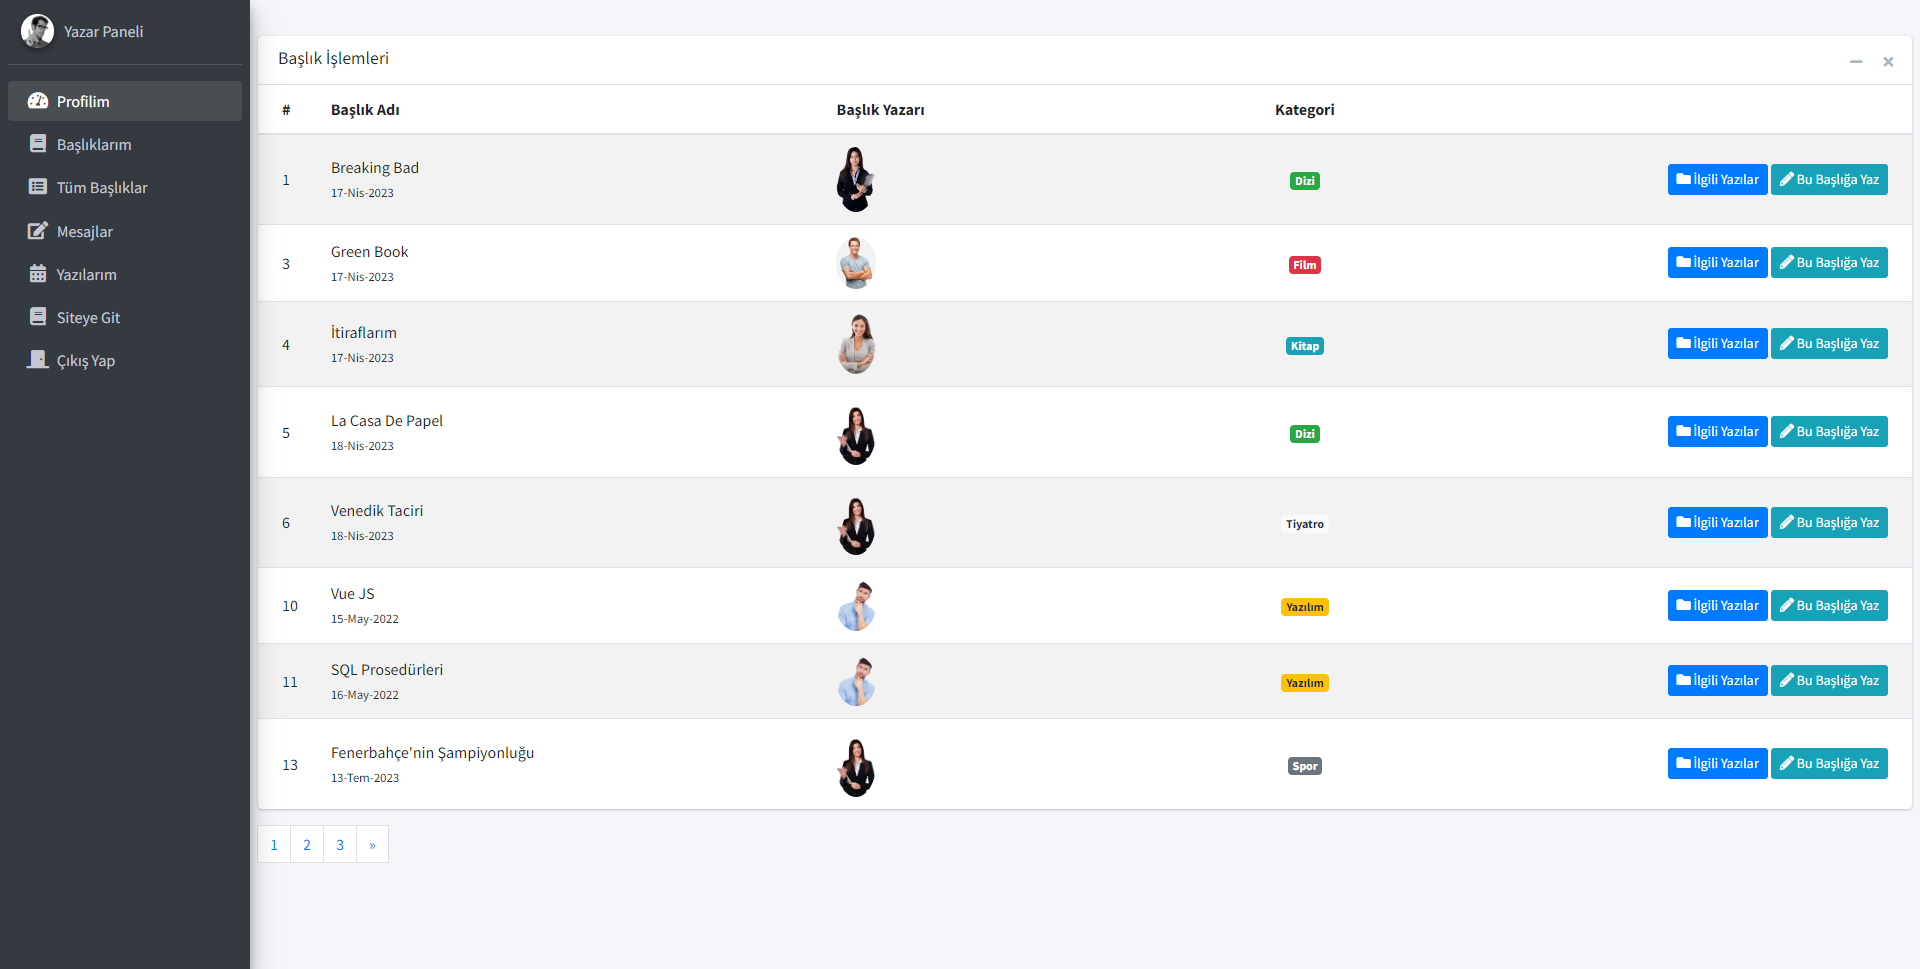 Yazar Paneli
Profilim
Başlıklarım
Tüm Başlıklar
Mesajlar
Yazılarım
Siteye Git
Çıkış Yap
Başlık İşlemleri
# Başlık Adı Başlık Yazarı Kategori
1 Breaking Bad 17-Nis-2023 Dizi İlgili Yazılar Bu Başlığa Yaz
3 Green Book 17-Nis-2023 Film İlgili Yazılar Bu Başlığa Yaz
4 İtiraflarım 17-Nis-2023 Kitap İlgili Yazılar Bu Başlığa Yaz
5 La Casa De Papel 18-Nis-2023 Dizi İlgili Yazılar Bu Başlığa Yaz
6 Venedik Taciri 18-Nis-2023 Tiyatro İlgili Yazılar Bu Başlığa Yaz
10 Vue JS 15-May-2022 Yazılım İlgili Yazılar Bu Başlığa Yaz
11 SQL Prosedürleri 16-May-2022 Yazılım İlgili Yazılar Bu Başlığa Yaz
13 Fenerbahçe'nin Şampiyonluğu 13-Tem-2023 Spor İlgili Yazılar Bu Başlığa Yaz
1 2 3 »